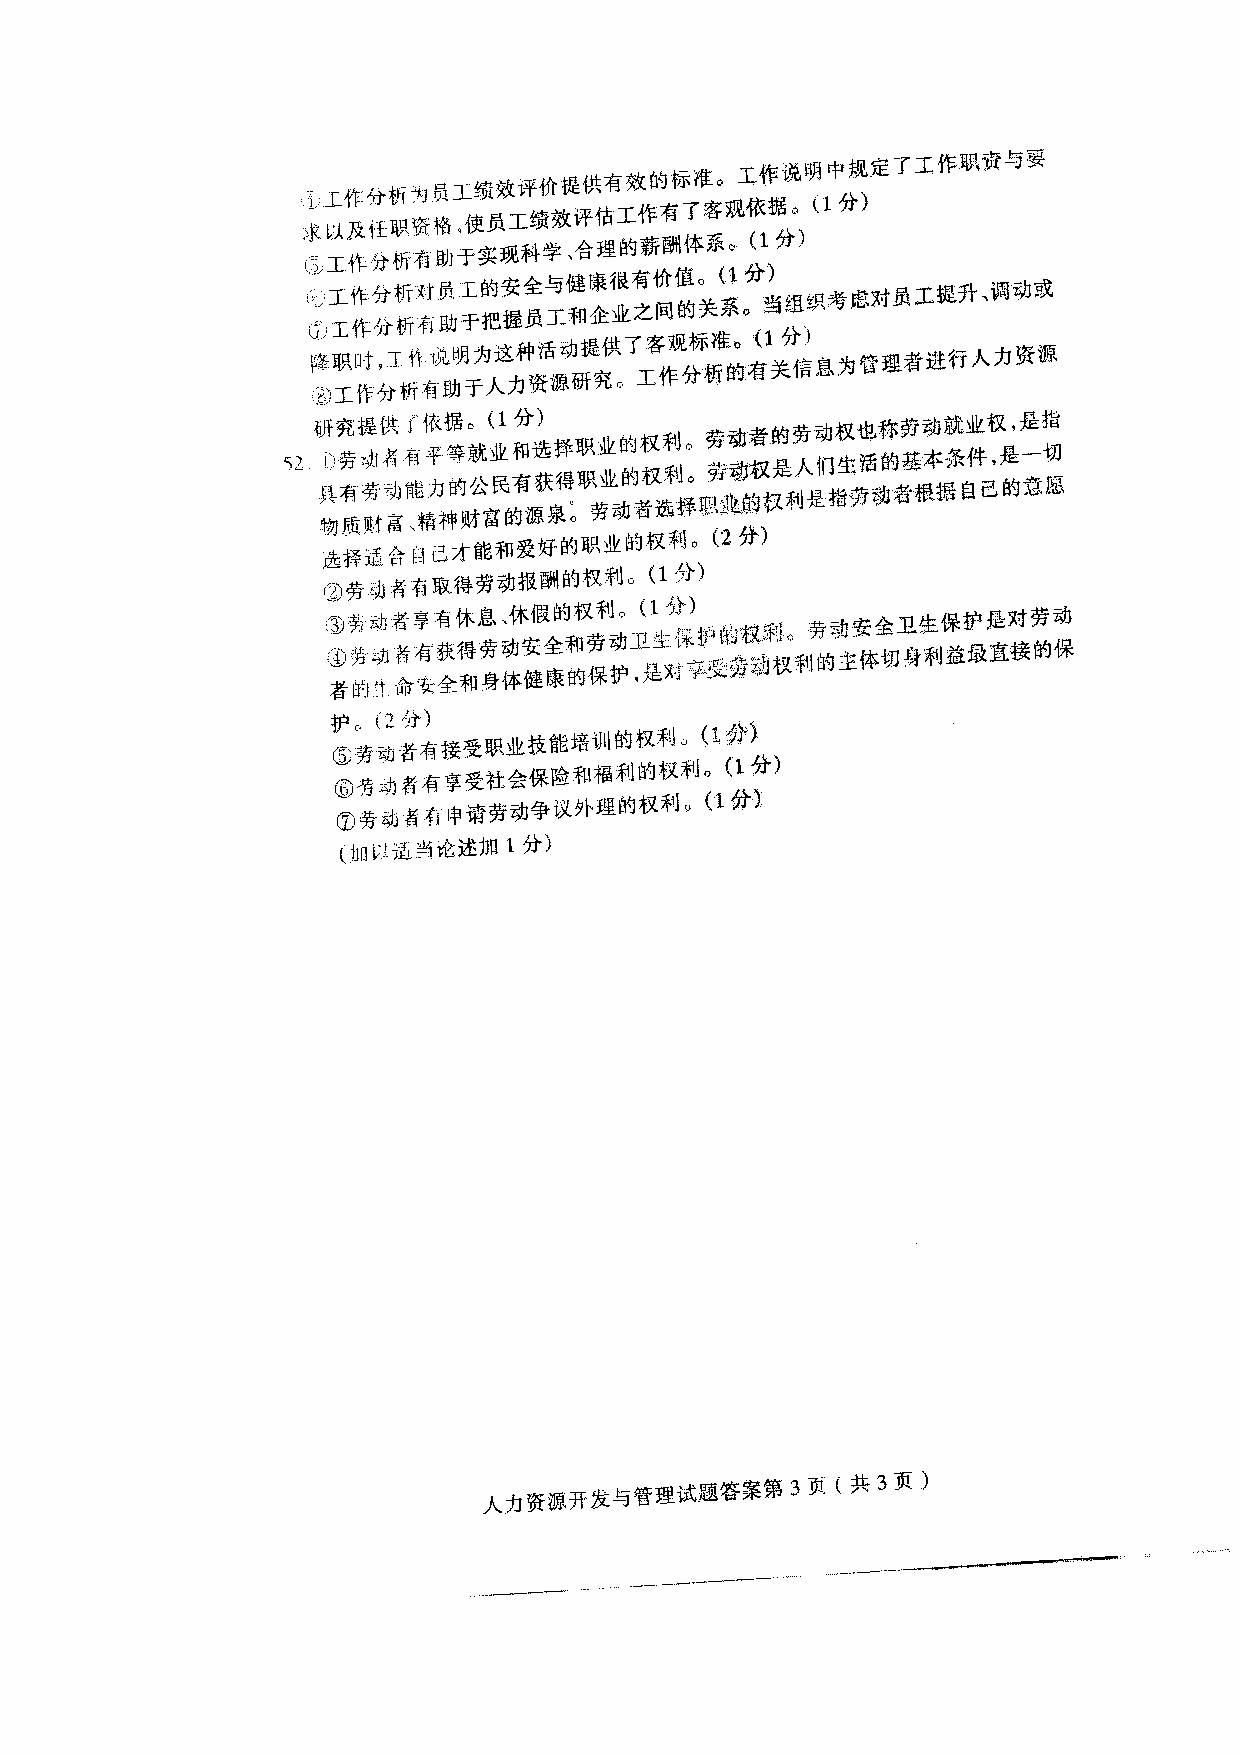 ④工作分析为员工绩效评价提供有效的标准。工作说明中规定了工作职责与要
求以及任职资格,使员工绩效评估工作有了客观依据。(1分)
⑤工作分析有助于实现科学、合理的薪酬体系。(1分)
⑥工作分析对员工的安全与健康很有价值。(1分)
⑦工作分析有助于把握员工和企业之间的关系。当组织考虑对员工提升、调动或
降职时,工作说明为这种活动提供了客观标准。(1分)
⑧工作分析有助于人力资源研究。工作分析的有关信息为管理者进行人力资源
研究提供了依据。(1分)
52. ①劳动者有平等就业和选择职业的权利。劳动者的劳动权也称劳动就业权,是指
具有劳动能力的公民有获得职业的权利。劳动权是人们生活的基本条件,是一切
物质财富、精神财富的源泉。劳动者选择职业的权利是指劳动者根据自己的意愿
选择适合自己才能和爱好的职业的权利。(2分)
②劳动者有取得劳动报酬的权利。(1分)
③劳动者享有休息、休假的权利。(1分)
④劳动者有获得劳动安全和劳动卫生保护的权利。劳动安全卫生保护是对劳动
者的生命安全和身体健康的保护,是对享受劳动权利的主体切身利益最直接的保
护。(2分)
⑤劳动者有接受职业技能培训的权利。(1分)
⑥劳动者有享受社会保险和福利的权利。(1分)
⑦劳动者有申请劳动争议外理的权利。(1分)
(加以适当论述加1分)
人力资源开发与管理试题答案第3页(共3页)